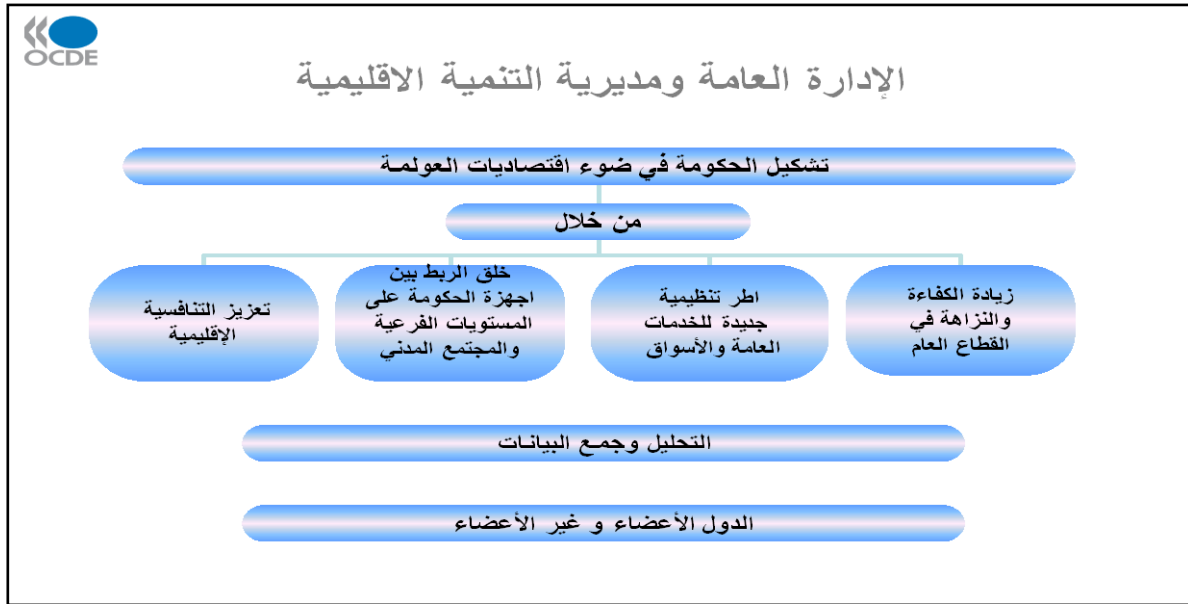 OCDE
الإدارة العامة ومديرية التنمية الاقليمية
تشكيل الحكومة في ضوء اقتصاديات العولمة
من خلال
زيادة الكفاءة
والنزاهة في
القطاع العام
اطر تنظيمية
جديدة للخدمات
العامة والأسواق
خلق الربط بين
اجهزة الحكومة على
المستويات الفرعية
والمجتمع المدني
تعزيز التنافسية
الإقليمية
التحليل وجمع البيانات
الدول الأعضاء و غير الأعضاء